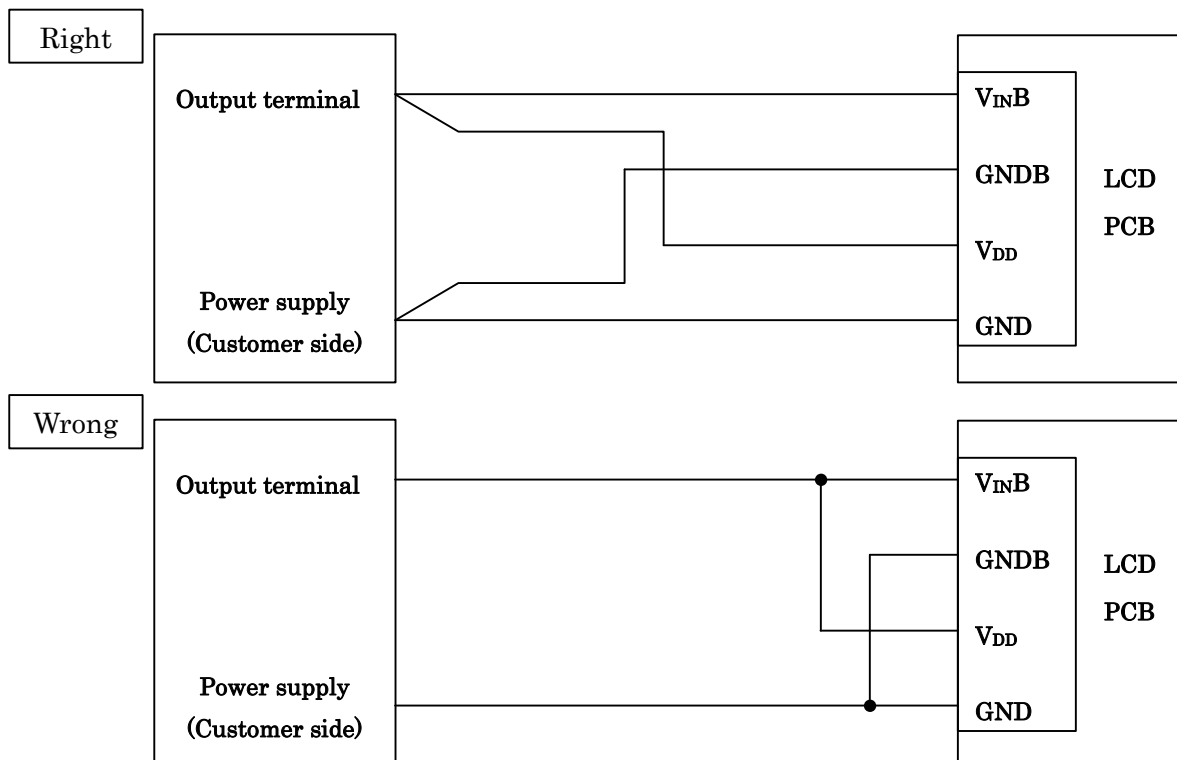 Right
Output terminal
Power supply
(Customer side)
VINB
GNDB
VDD
GND
LCD
PCB
Wrong
Output terminal
Power supply
(Customer side)
VINB
GNDB
VDD
GND
LCD
PCB